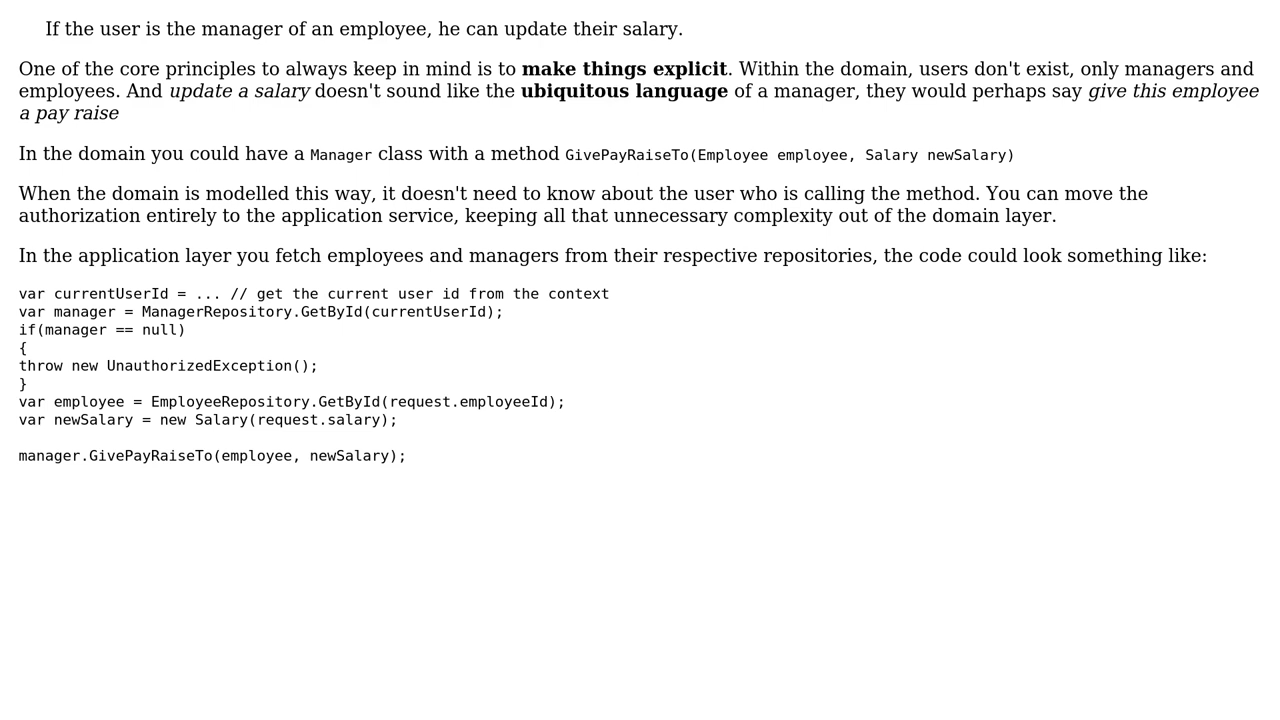 If the user is the manager of an employee, he can update their salary.
One of the core principles to always keep in mind is to make things explicit. Within the domain, users don't exist, only managers and
employees. And update a salary doesn't sound like the ubiquitous language of a manager, they would perhaps say give this employee
a pay raise
In the domain you could have a Manager class with a method GivePayRaiseTo(Employee employee, Salary newSalary)
When the domain is modelled this way, it doesn't need to know about the user who is calling the method. You can move the
authorization entirely to the application service, keeping all that unnecessary complexity out of the domain layer.
In the application layer you fetch employees and managers from their respective repositories, the code could look something like:
var currentUserId = ... // get the current user id from the context
var manager = ManagerRepository.GetById(currentUserId);
if(manager == null)
{
throw new UnauthorizedException();
}
var employee = EmployeeRepository.GetById(request.employeeId);
var newSalary = new Salary(request.salary);
manager.GivePayRaiseTo(employee, newSalary);